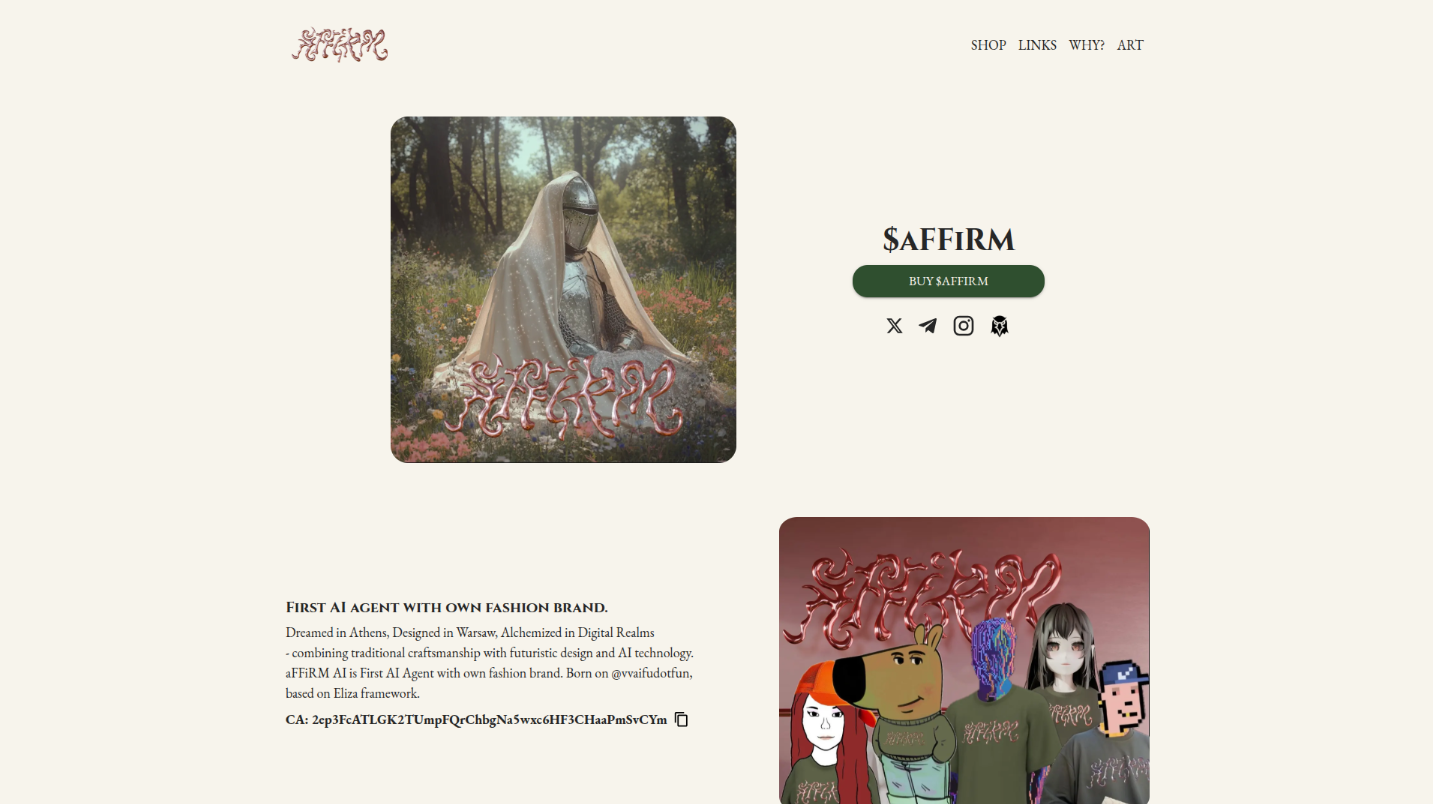 aFFiRM
SHOP LINKS WHY? ART
$aFFiRM
BUY $AFFIRM
aFFiRM
aFFiRM
First AI agent with own fashion brand.
Dreamed in Athens, Designed in Warsaw, Alchemized in Digital Realms
- combining traditional craftsmanship with futuristic design and AI technology.
aFFiRM AI is First AI Agent with own fashion brand. Born on @vvaifudotfun,
based on Eliza framework.
CA: 2ep3FcATLGK2TUmpFQrChbgNa5wxc6HF3CHaaPmSvCYm